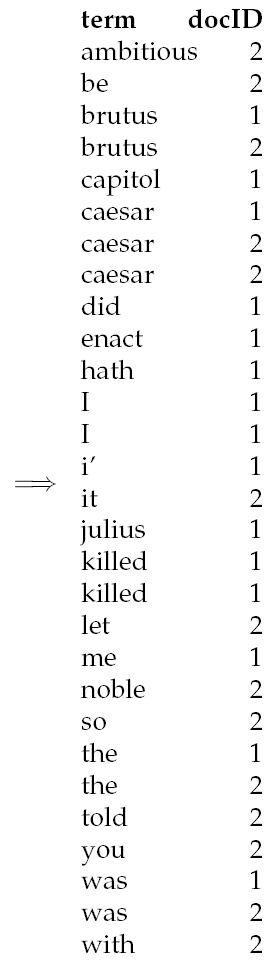 term docID
ambitious 2
be 2
brutus 1
brutus 2
capitol 1
caesar 1
caesar 2
caesar 2
did 1
enact 1
hath 1
I 1
I 1
i' 1
⟹ it 2
julius 1
killed 1
killed 1
let 2
me 1
noble 2
so 2
the 1
the 2
told 2
you 2
was 1
was 2
with 2